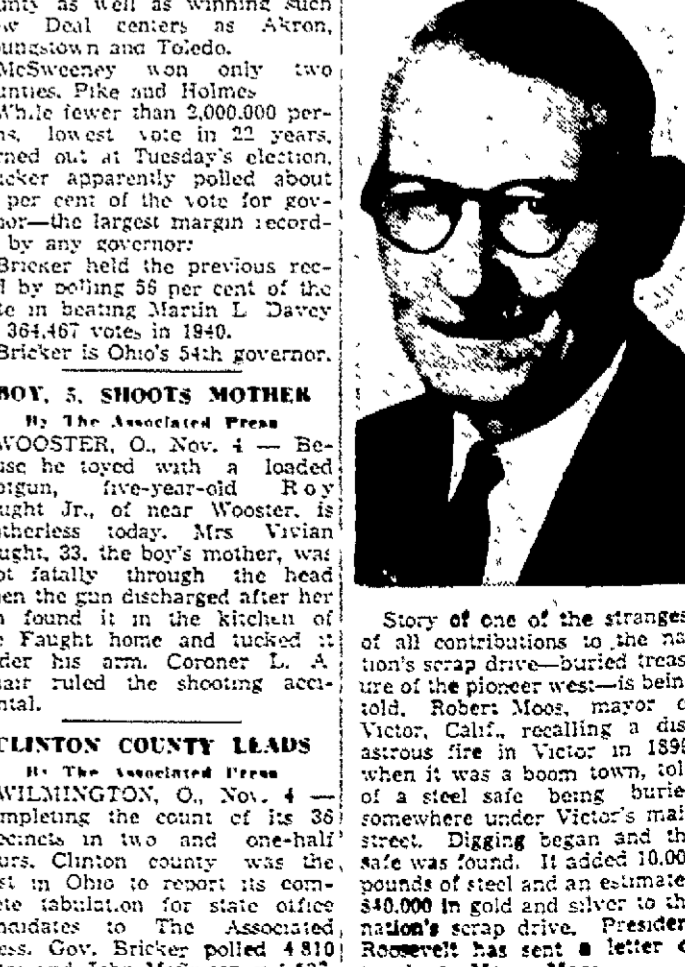 unty as well as winning such
w Deal centers as Akron,
oungstown and Toledo.
McSweeney won only two
unties, Pike and Holmes
While fewer than 2,000.000 per-
ns, lowest vote in 22 years,
rned out at Tuesday's election,
icker apparently polled about
per cent of the vote for gov-
nor—the largest margin record-
by any governor:
Bricker held the previous rec-
d by polling 56 per cent of the
te in beating Martin L Davey
364,467 votes in 1940.
Bricker is Ohio's 54th governor.
BOY, 5, SHOOTS MOTHER
By The Associated Press
WOOSTER, O., Nov. 4 — Be-
use he toyed with a loaded
otgun, five-year-old Roy
ught Jr., of near Wooster, is
otherless today. Mrs Vivian
ught, 33, the boy's mother, was
ot fatally through the head
hen the gun discharged after her
n found it in the kitchen of
e Faught home and tucked it
der his arm. Coroner L. A
ruled the shooting acci-
ntal.
CLINTON COUNTY LEADS
By The Associated Press
WILMINGTON, O., Nov. 4 —
mpleting the count of its 36
ecincts in two and one-half
urs, Clinton county was the
st in Ohio to report its com-
ete tabulation for state office
ndidates to The Associated
ess. Gov. Bricker polled 4 810
Story of one of the stranges
of all contributions to the na
tion's scrap drive—buried treas
ure of the pioneer west—is bein
told. Robert Moos, mayor o
Victor, Calif., recalling a dis
astrous fire in Victor in 189
when it was a boom town, tol
of a steel safe being burie
somewhere under Victor's mai
street. Digging began and th
safe was found. It added 10,00
pounds of steel and an estimate
$40,000 in gold and silver to th
nation's scrap drive. Presiden
Roosevelt has sent a letter o